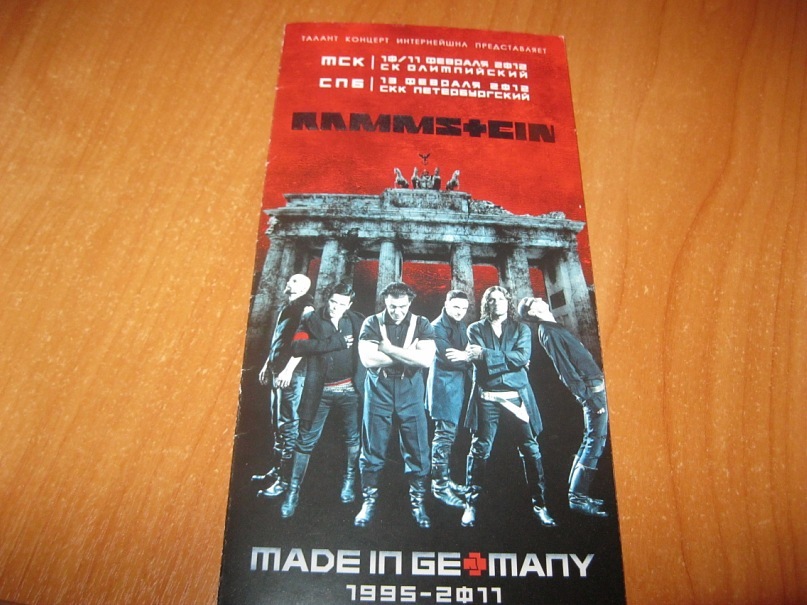 ТАЛАНТ КОНЦЕРТ ИНТЕРНЕЙШНЛ ПРЕДСТАВЛЯЕТ
МСК | 10/11 ФЕВРАЛЯ 2012
СК ОЛИМПИЙСКИЙ
СПБ | 13 ФЕВРАЛЯ 2012
СКК ПЕТЕРБУРГСКИЙ
RAMMSTEIN
MADE IN GERMANY
1995-2011